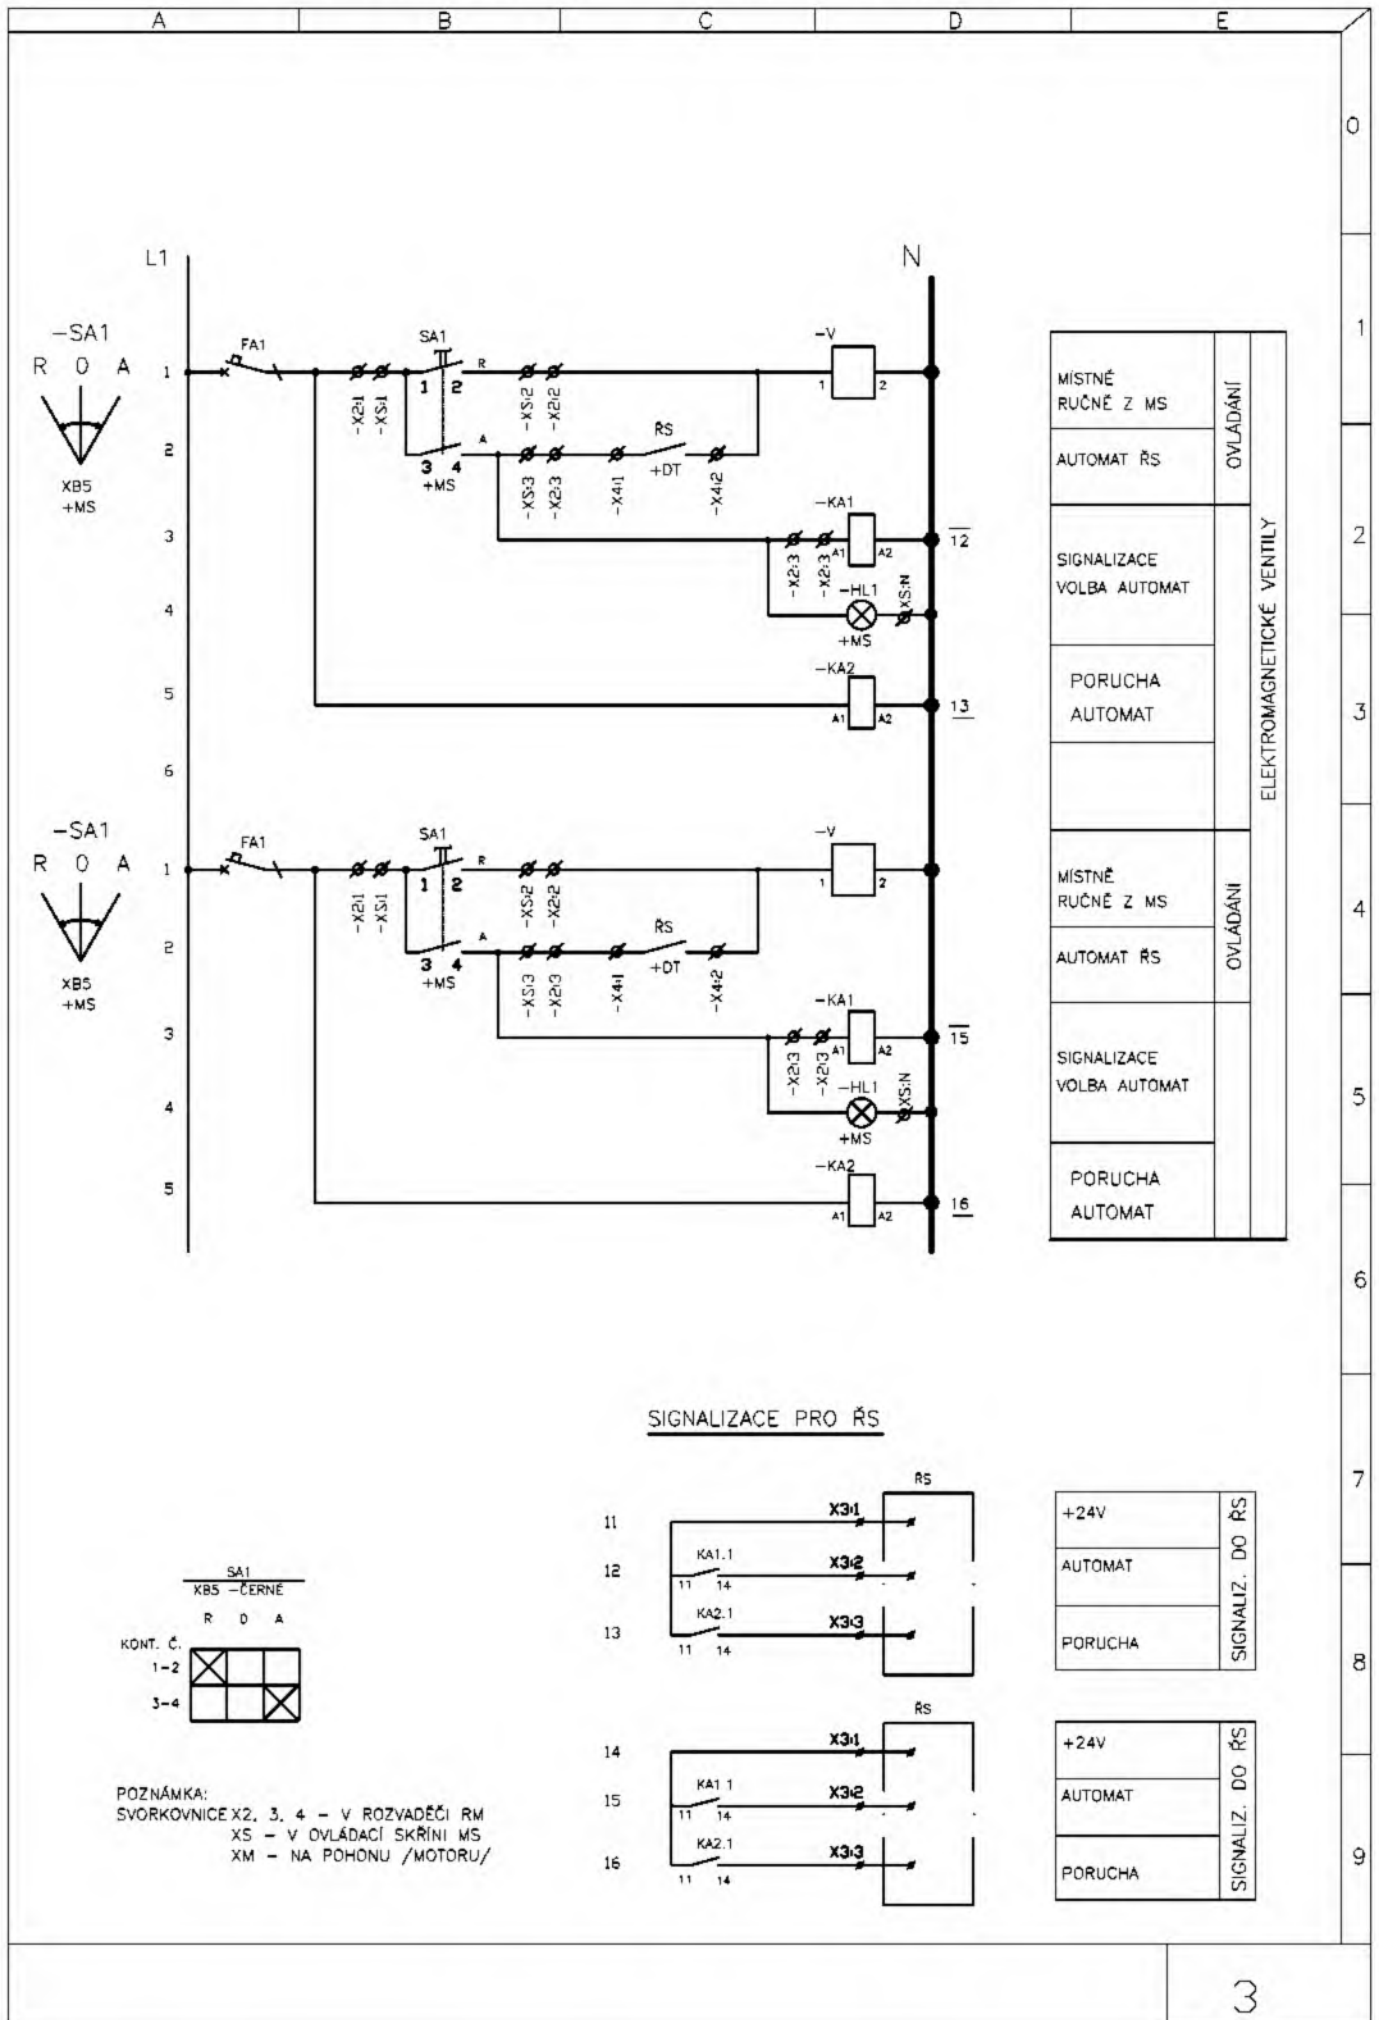 A B C D E
0
1
2
3
4
5
6
7
8
9
L1
N
-SA1
R 0 A
XB5
+MS
1
2
3
4
5
6
FA1
-X2:1
-XS:1
SA1
1 2
R
3 4
A
+MS
-XS:2
-X2:2
-XS:3
-X2:3
-X4:1
ŘS
+DT
-X4:2
-V
1 2
-KA1
A1 A2
-X2:3
-X2:3
12
-HL1
+MS
XS:N
-KA2
A1 A2
13
MÍSTNĚ
RUČNĚ Z MS
AUTOMAT ŘS
OVLÁDÁNÍ
SIGNALIZACE
VOLBA AUTOMAT
PORUCHA
AUTOMAT
ELEKTROMAGNETICKÉ VENTILY
-SA1
R 0 A
XB5
+MS
1
2
3
4
5
FA1
-X2:1
-XS:1
SA1
1 2
R
3 4
A
+MS
-XS:2
-X2:2
-XS:3
-X2:3
-X4:1
ŘS
+DT
-X4:2
-V
1 2
-KA1
A1 A2
-X2:3
-X2:3
15
-HL1
+MS
XS:N
-KA2
A1 A2
16
MÍSTNĚ
RUČNĚ Z MS
AUTOMAT ŘS
OVLÁDÁNÍ
SIGNALIZACE
VOLBA AUTOMAT
PORUCHA
AUTOMAT
SIGNALIZACE PRO ŘS
ŘS
11
X3:1
12
KA1.1
11 14
X3:2
13
KA2.1
11 14
X3:3
+24V
AUTOMAT
PORUCHA
SIGNALIZ. DO ŘS
ŘS
14
X3:1
15
KA1.1
11 14
X3:2
16
KA2.1
11 14
X3:3
+24V
AUTOMAT
PORUCHA
SIGNALIZ. DO ŘS
SA1
XB5 -ČERNÉ
R 0 A
KONT. Č.
1-2
3-4
POZNÁMKA:
SVORKOVNICE X2, 3, 4 - V ROZVADĚČI RM
XS - V OVLÁDACÍ SKŘÍNI MS
XM - NA POHONU /MOTORU/
3